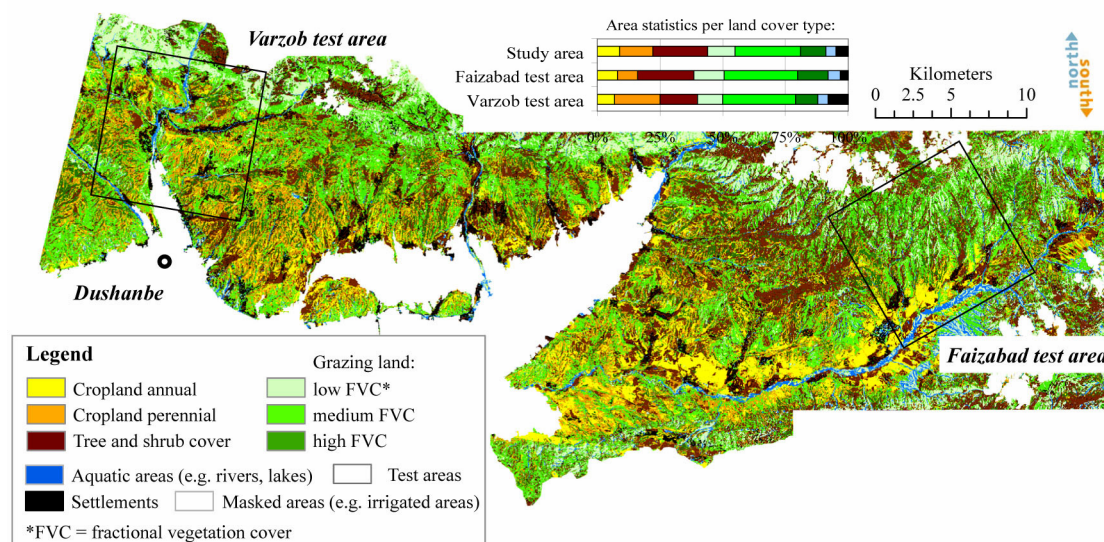 Varzob test area
Area statistics per land cover type:
Study area
Faizabad test area
Varzob test area
0% 25% 50% 75% 100%
Kilometers
0 2.5 5 10
north
south
Dushanbe
Faizabad test area
Legend
Cropland annual
Cropland perennial
Tree and shrub cover
Grazing land:
low FVC*
medium FVC
high FVC
Aquatic areas (e.g. rivers, lakes)
Test areas
Settlements
Masked areas (e.g. irrigated areas)
*FVC = fractional vegetation cover